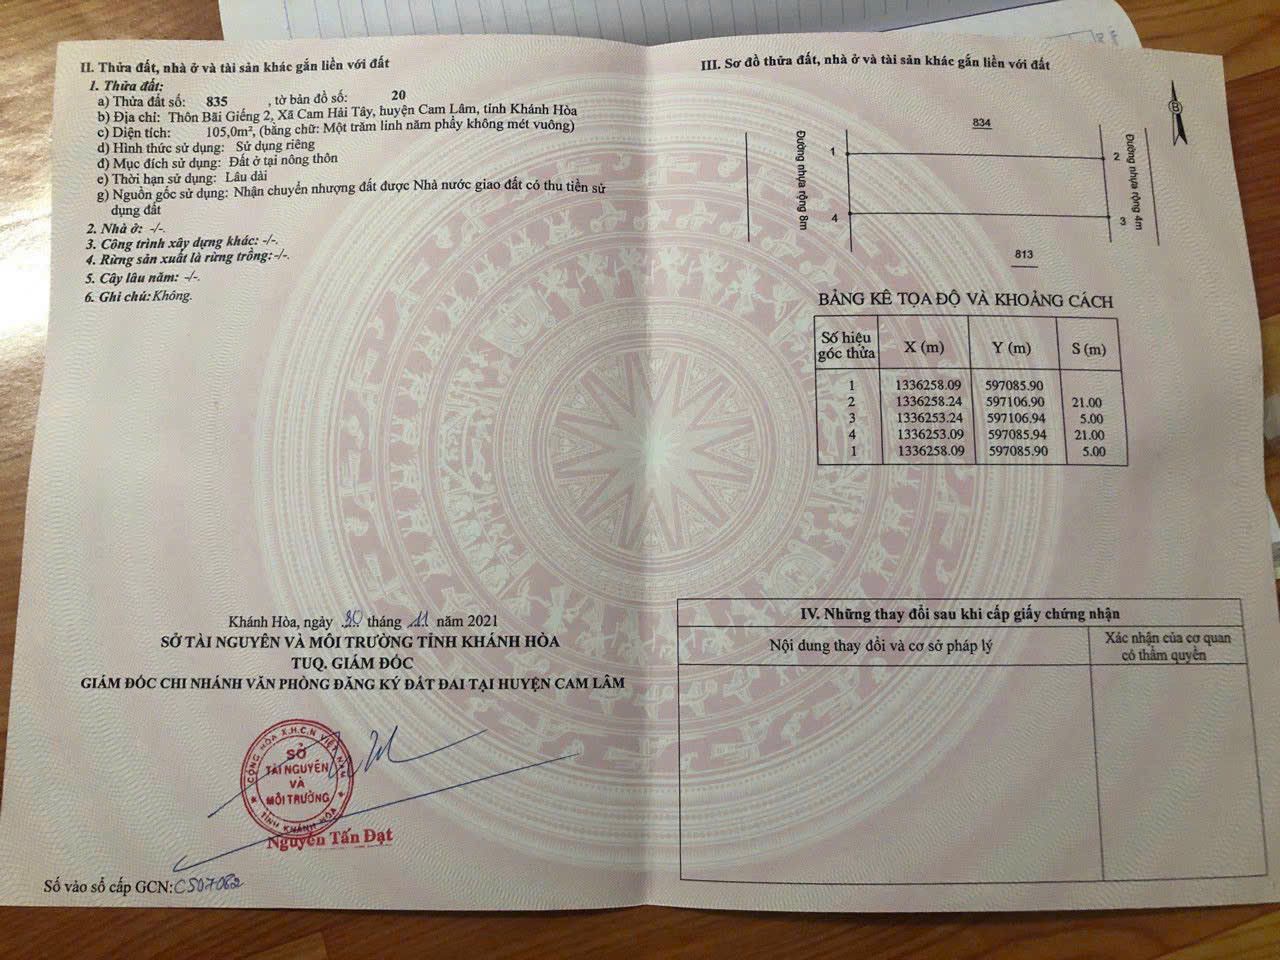 II. Thửa đất, nhà ở và tài sản khác gắn liền với đất
1. Thửa đất:
a) Thửa đất số: 835 , tờ bản đồ số: 20
b) Địa chỉ: Thôn Bãi Giếng 2, Xã Cam Hải Tây, huyện Cam Lâm, tỉnh Khánh Hòa
c) Diện tích: 105,0m², (bằng chữ: Một trăm linh năm phẩy không mét vuông)
d) Hình thức sử dụng: Sử dụng riêng
đ) Mục đích sử dụng: Đất ở tại nông thôn
e) Thời hạn sử dụng: Lâu dài
g) Nguồn gốc sử dụng: Nhận chuyển nhượng đất được Nhà nước giao đất có thu tiền sử
dụng đất
2. Nhà ở: -/-.
3. Công trình xây dựng khác: -/-.
4. Rừng sản xuất là rừng trồng:-/-.
5. Cây lâu năm: -/-.
6. Ghi chú: Không.
Khánh Hòa, ngày 30 tháng 11 năm 2021
SỞ TÀI NGUYÊN VÀ MÔI TRƯỜNG TỈNH KHÁNH HÒA
TUQ. GIÁM ĐỐC
GIÁM ĐỐC CHI NHÁNH VĂN PHÒNG ĐĂNG KÝ ĐẤT ĐAI TẠI HUYỆN CAM LÂM
CỘNG HÒA X.H.C.N VIỆT NAM
SỞ
TÀI NGUYÊN
VÀ
MÔI TRƯỜNG
TỈNH KHÁNH HÒA
Nguyễn Tấn Đạt
Số vào sổ cấp GCN: CS07082
III. Sơ đồ thửa đất, nhà ở và tài sản khác gắn liền với đất
B
834
Đường nhựa rộng 8m
1
2
Đường nhựa rộng 4m
4
3
813
BẢNG KÊ TỌA ĐỘ VÀ KHOẢNG CÁCH
Số hiệu góc thửa X (m) Y (m) S (m)
1 1336258.09 597085.90
2 1336258.24 597106.90 21.00
3 1336253.24 597106.94 5.00
4 1336253.09 597085.94 21.00
1 1336258.09 597085.90 5.00
IV. Những thay đổi sau khi cấp giấy chứng nhận
Nội dung thay đổi và cơ sở pháp lý
Xác nhận của cơ quan
có thẩm quyền